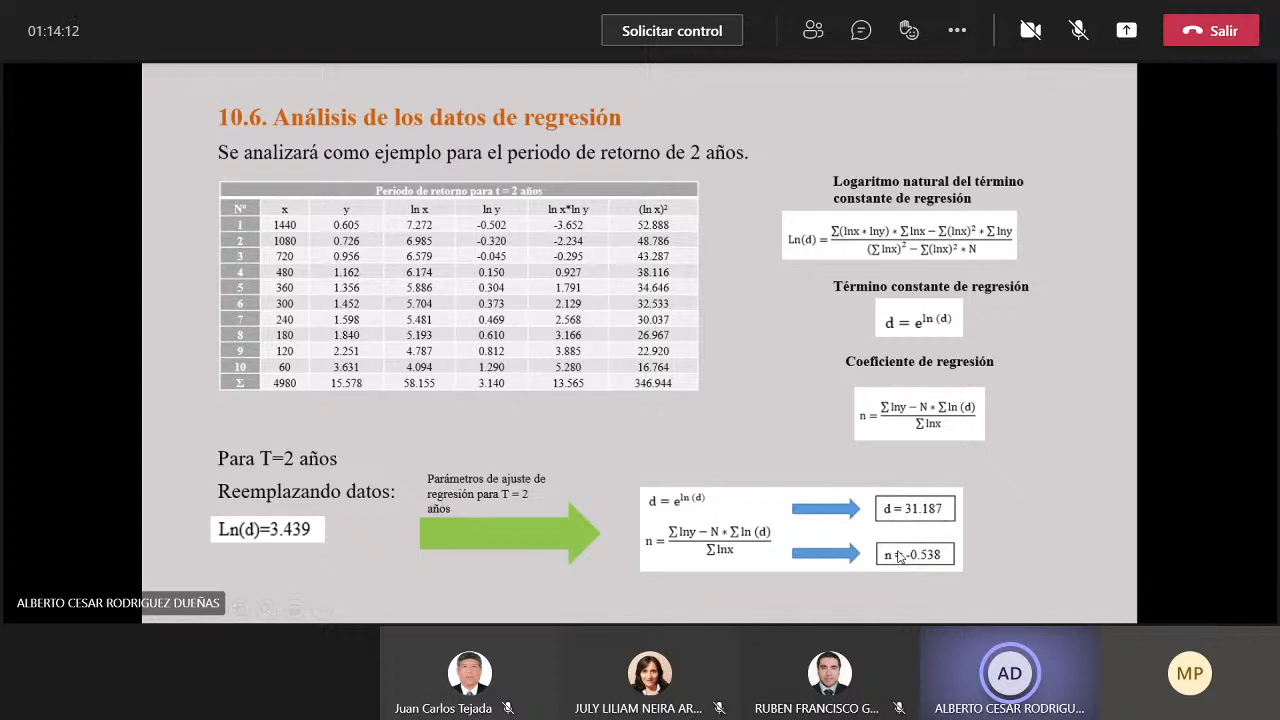 01:14:12
Solicitar control
Salir
10.6. Análisis de los datos de regresión
Se analizará como ejemplo para el periodo de retorno de 2 años.
Periodo de retorno para t = 2 años
Nº x y ln x ln y ln x*ln y (ln x)²
1 1440 0.605 7.272 -0.502 -3.652 52.888
2 1080 0.726 6.985 -0.320 -2.234 48.786
3 720 0.956 6.579 -0.045 -0.295 43.287
4 480 1.162 6.174 0.150 0.927 38.116
5 360 1.356 5.886 0.304 1.791 34.646
6 300 1.452 5.704 0.373 2.129 32.533
7 240 1.598 5.481 0.469 2.568 30.037
8 180 1.840 5.193 0.610 3.166 26.967
9 120 2.251 4.787 0.812 3.885 22.920
10 60 3.631 4.094 1.290 5.280 16.764
Σ 4980 15.578 58.155 3.140 13.565 346.944
Logaritmo natural del término
constante de regresión
Ln(d) = (∑(lnx ∗ lny) ∗ ∑lnx − ∑(lnx)² ∗ ∑lny) / ((∑lnx)² − ∑(lnx)² ∗ N)
Término constante de regresión
d = e^ln (d)
Coeficiente de regresión
n = (∑lny − N ∗ ∑ln (d)) / ∑lnx
Para T=2 años
Reemplazando datos:
Ln(d)=3.439
Parámetros de ajuste de
regresión para T = 2
años
d = e^ln (d)
d = 31.187
n = (∑lny − N ∗ ∑ln (d)) / ∑lnx
n = -0.538
ALBERTO CESAR RODRIGUEZ DUEÑAS
AD
MP
Juan Carlos Tejada
JULY LILIAM NEIRA AR...
RUBEN FRANCISCO G...
ALBERTO CESAR RODRIGU...